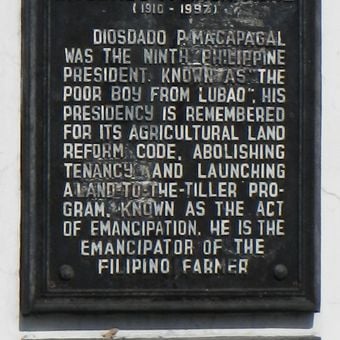 (1910 - 1997)
DIOSDADO P. MACAPAGAL
WAS THE NINTH PHILIPPINE
PRESIDENT. KNOWN AS "THE
POOR BOY FROM LUBAO", HIS
PRESIDENCY IS REMEMBERED
FOR ITS AGRICULTURAL LAND
REFORM CODE, ABOLISHING
TENANCY AND LAUNCHING
A LAND-TO-THE-TILLER PRO-
GRAM, KNOWN AS THE ACT
OF EMANCIPATION. HE IS THE
EMANCIPATOR OF THE
FILIPINO FARMER